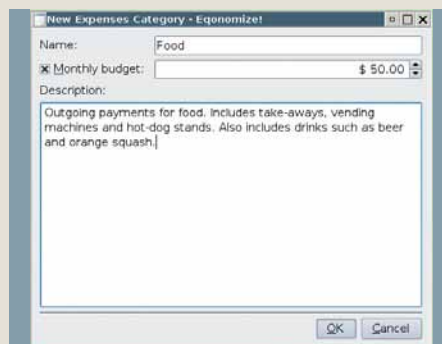 New Expenses Category - Eqonomize!
Name: Food
Monthly budget: $ 50.00
Description:
Outgoing payments for food. Includes take-aways, vending
machines and hot-dog stands. Also includes drinks such as beer
and orange squash.
OK Cancel